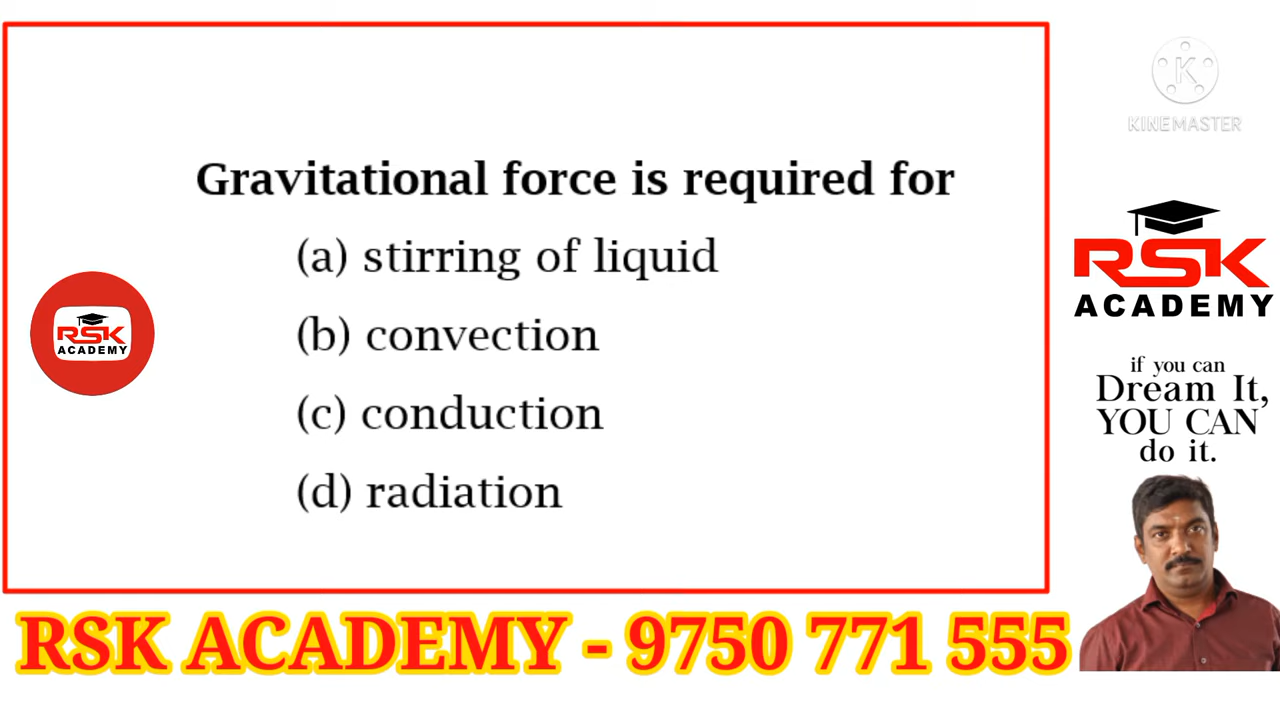 Gravitational force is required for
(a) stirring of liquid
(b) convection
(c) conduction
(d) radiation
RSK
ACADEMY
KINEMASTER
RSK
ACADEMY
if you can
Dream It,
YOU CAN
do it.
RSK ACADEMY - 9750 771 555